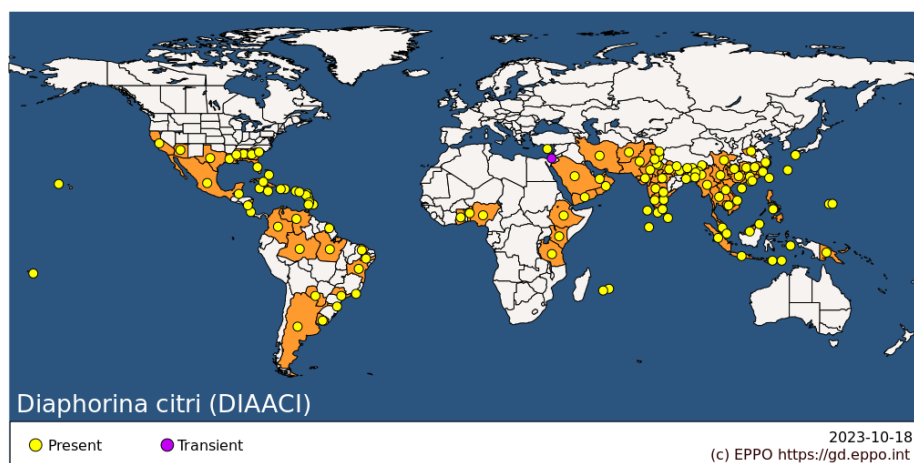 Diaphorina citri (DIAACI)
Present
Transient
2023-10-18
(c) EPPO https://gd.eppo.int